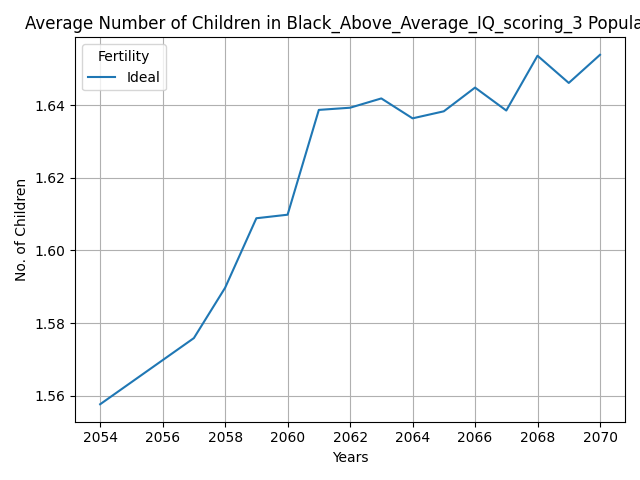 Average Number of Children in Black_Above_Average_IQ_scoring_3 Popula
Fertility
Ideal
No. of Children
1.64
1.62
1.60
1.58
1.56
2054 2056 2058 2060 2062 2064 2066 2068 2070
Years